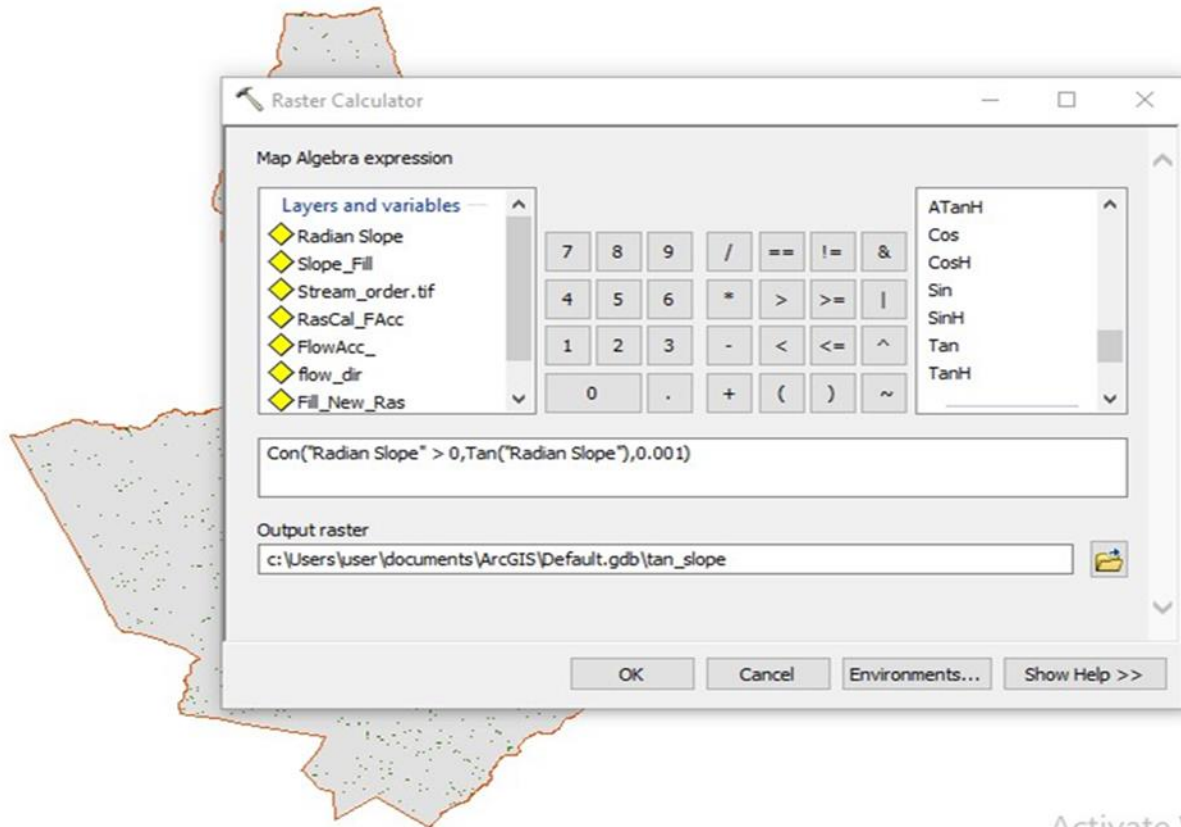 Raster Calculator
Map Algebra expression
Layers and variables
Radian Slope
Slope_Fill
Stream_order.tif
RasCal_FAcc
FlowAcc_
flow_dir
Fill_New_Ras
7 8 9 / == != &
4 5 6 * > >= |
1 2 3 - < <= ^
0 . + ( ) ~
ATanH
Cos
CosH
Sin
SinH
Tan
TanH
Con("Radian Slope" > 0,Tan("Radian Slope"),0.001)
Output raster
c:\Users\user\documents\ArcGIS\Default.gdb\tan_slope
OK Cancel Environments... Show Help >>
Activate